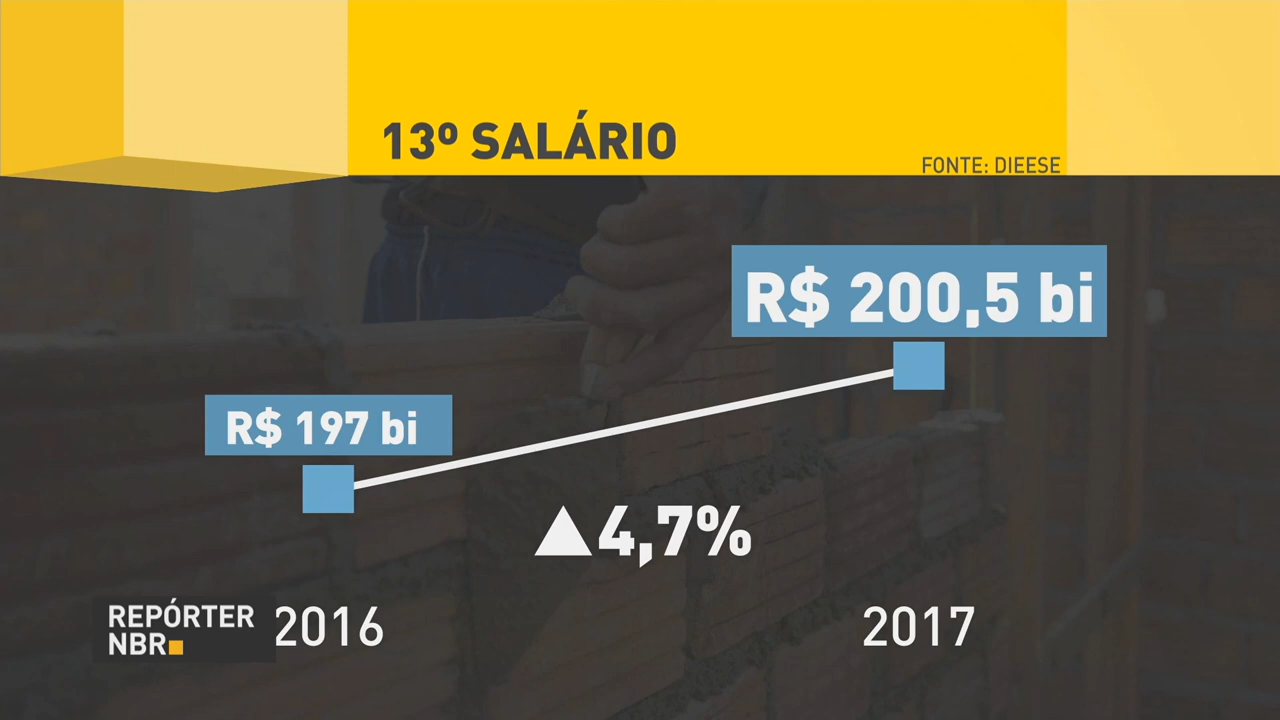 13º SALÁRIO
FONTE: DIEESE
R$ 200,5 bi
R$ 197 bi
▲4,7%
2016
2017
REPÓRTER
NBR